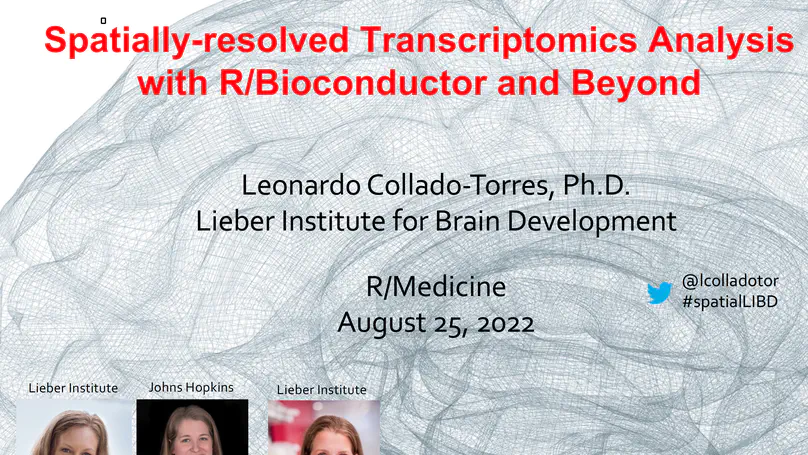 Spatially-resolved Transcriptomics Analysis
with R/Bioconductor and Beyond
Leonardo Collado-Torres, Ph.D.
Lieber Institute for Brain Development
R/Medicine
August 25, 2022
@lcolladotor
#spatialLIBD
Lieber Institute
Johns Hopkins
Lieber Institute